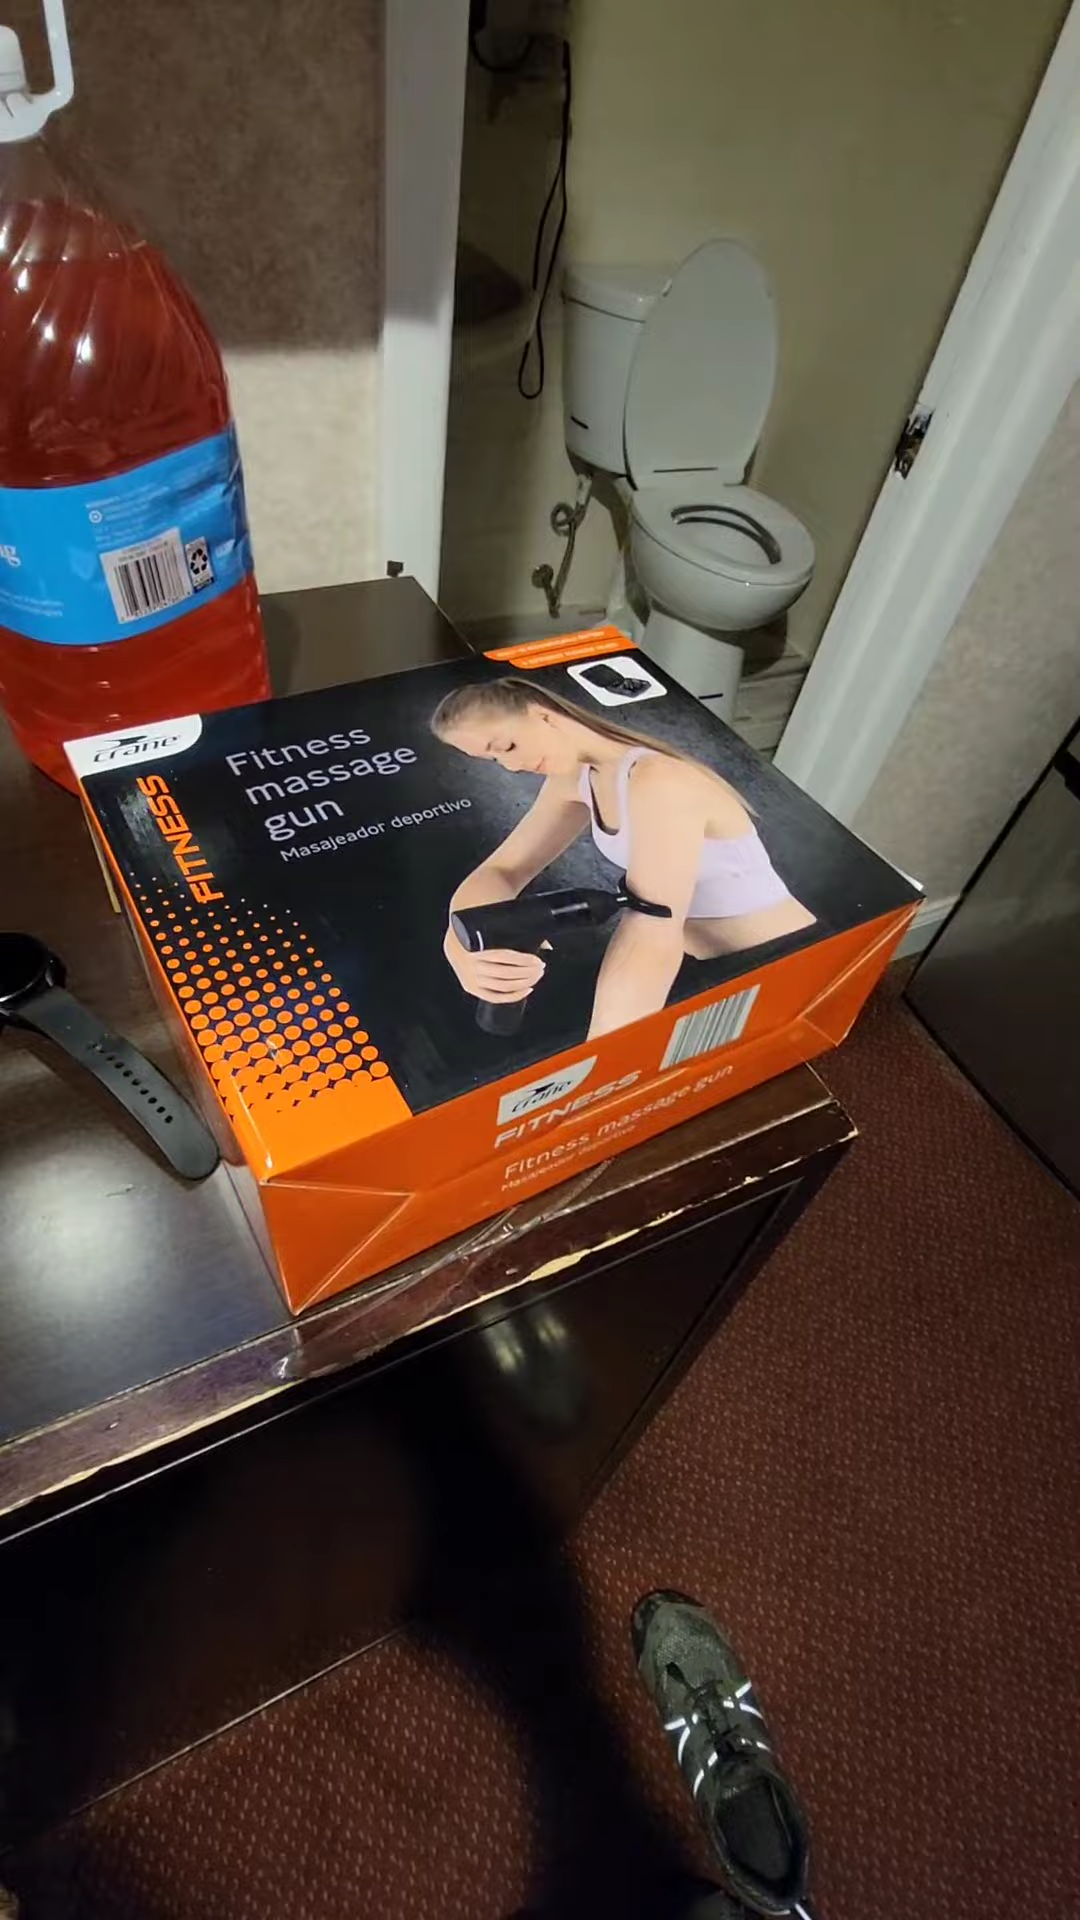 crane
FITNESS
Fitness
massage
gun
Masajeador deportivo
crane
FITNESS
Fitness massage gun
Masajeador deportivo